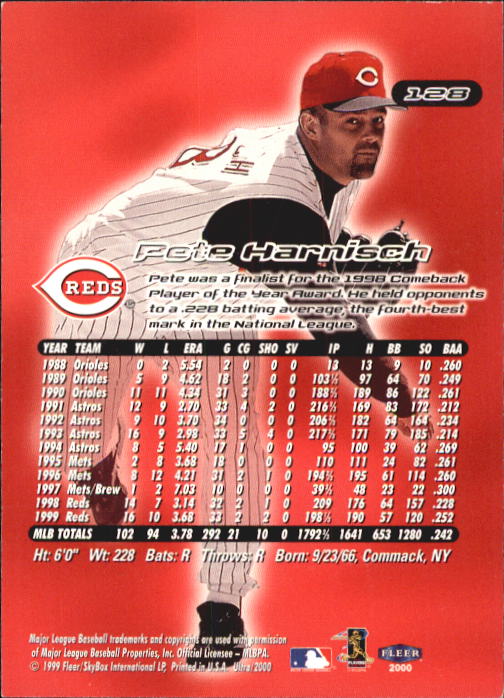 C
128
Pete Harnisch
REDS
Pete was a finalist for the 1998 Comeback
Player of the Year Award. He held opponents
to a .228 batting average, the fourth-best
mark in the National League.
YEAR TEAM W L ERA G CG SHO SV IP H BB SO BAA
1988 Orioles 0 2 5.54 2 0 0 0 13 13 9 10 .260
1989 Orioles 5 9 4.62 18 2 0 0 103⅓ 97 64 70 .249
1990 Orioles 11 11 4.34 31 3 0 0 188⅔ 189 86 122 .261
1991 Astros 12 9 2.70 33 4 2 0 216⅔ 169 83 172 .212
1992 Astros 9 10 3.70 34 0 0 0 206⅔ 182 64 164 .234
1993 Astros 16 9 2.98 33 5 4 0 217⅔ 171 79 185 .214
1994 Astros 8 5 5.40 17 1 0 0 95 100 39 62 .269
1995 Mets 2 8 3.68 18 0 0 0 110 111 24 82 .261
1996 Mets 8 12 4.21 31 2 1 0 194⅔ 195 61 114 .260
1997 Mets/Brew 1 2 7.03 10 0 0 0 39⅔ 48 23 22 .300
1998 Reds 14 7 3.14 32 2 1 0 209 176 64 157 .228
1999 Reds 16 10 3.68 33 2 2 0 198⅓ 190 57 120 .252
MLB TOTALS 102 94 3.78 292 21 10 0 1792⅔ 1641 653 1280 .242
Ht: 6'0" Wt: 228 Bats: R Throws: R Born: 9/23/66, Commack, NY
Major League Baseball trademarks and copyrights are used with permission
of Major League Baseball Properties, Inc. Official Licensee – MLBPA.
© 1999 Fleer/SkyBox International LP, Printed in U.S.A. Ultra/2000
FLEER
2000